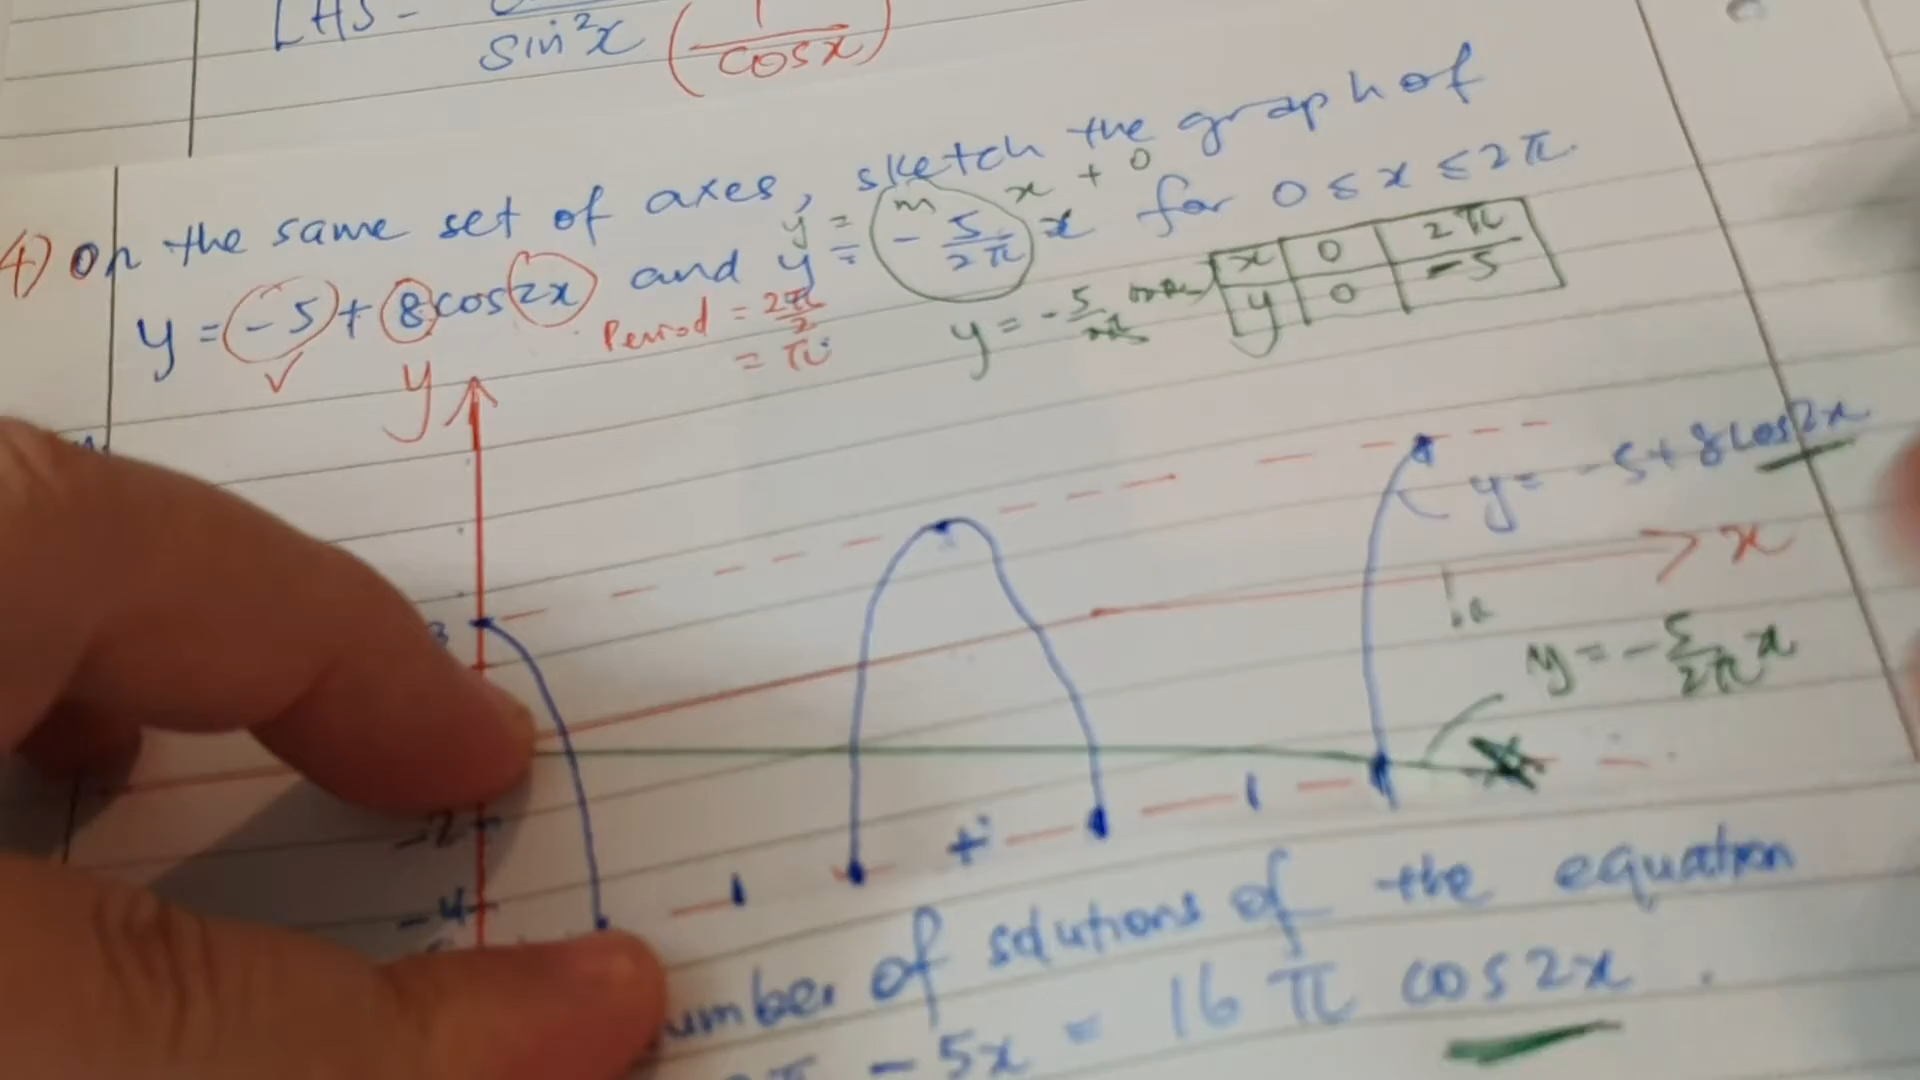 LHS =
sin²x (1/cosx)
4) On the same set of axes, sketch the graph of
y = -5 + 8cos2x and y = -5/2π x for 0 ≤ x ≤ 2π.
y = m x + 0
Period = 2π/2
= π
y = -5/2π
x 0 2π
y 0 -5
y
y = -5 + 8cos2x
x
3
y = -5/2π x
-2
-4
number of solutions of the equation
- 5x = 16π cos2x.